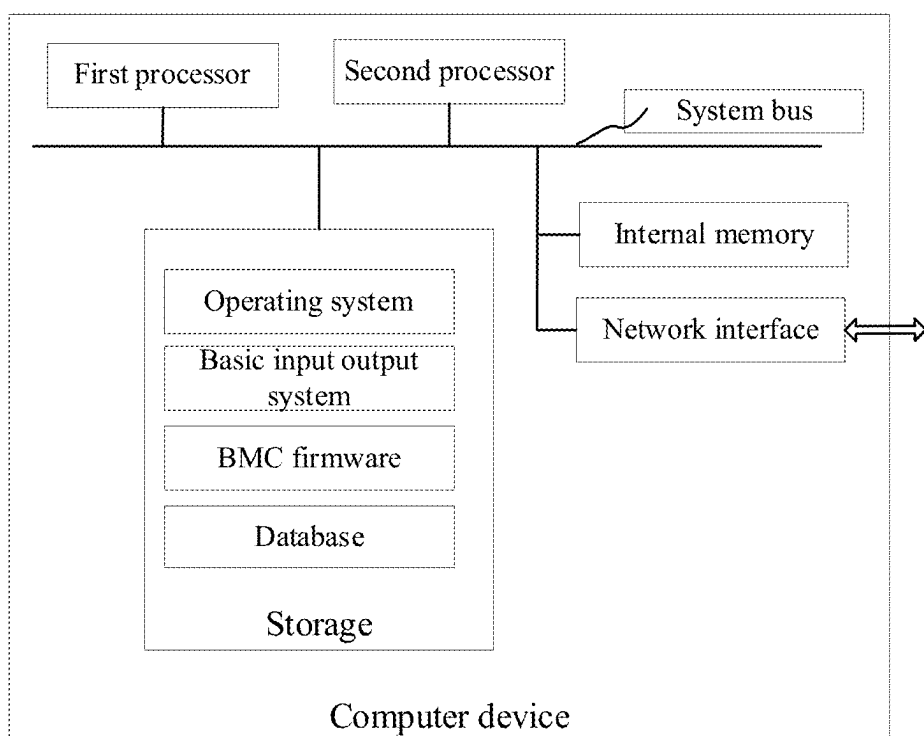 First processor
Second processor
System bus
Internal memory
Operating system
Network interface
Basic input output
system
BMC firmware
Database
Storage
Computer device